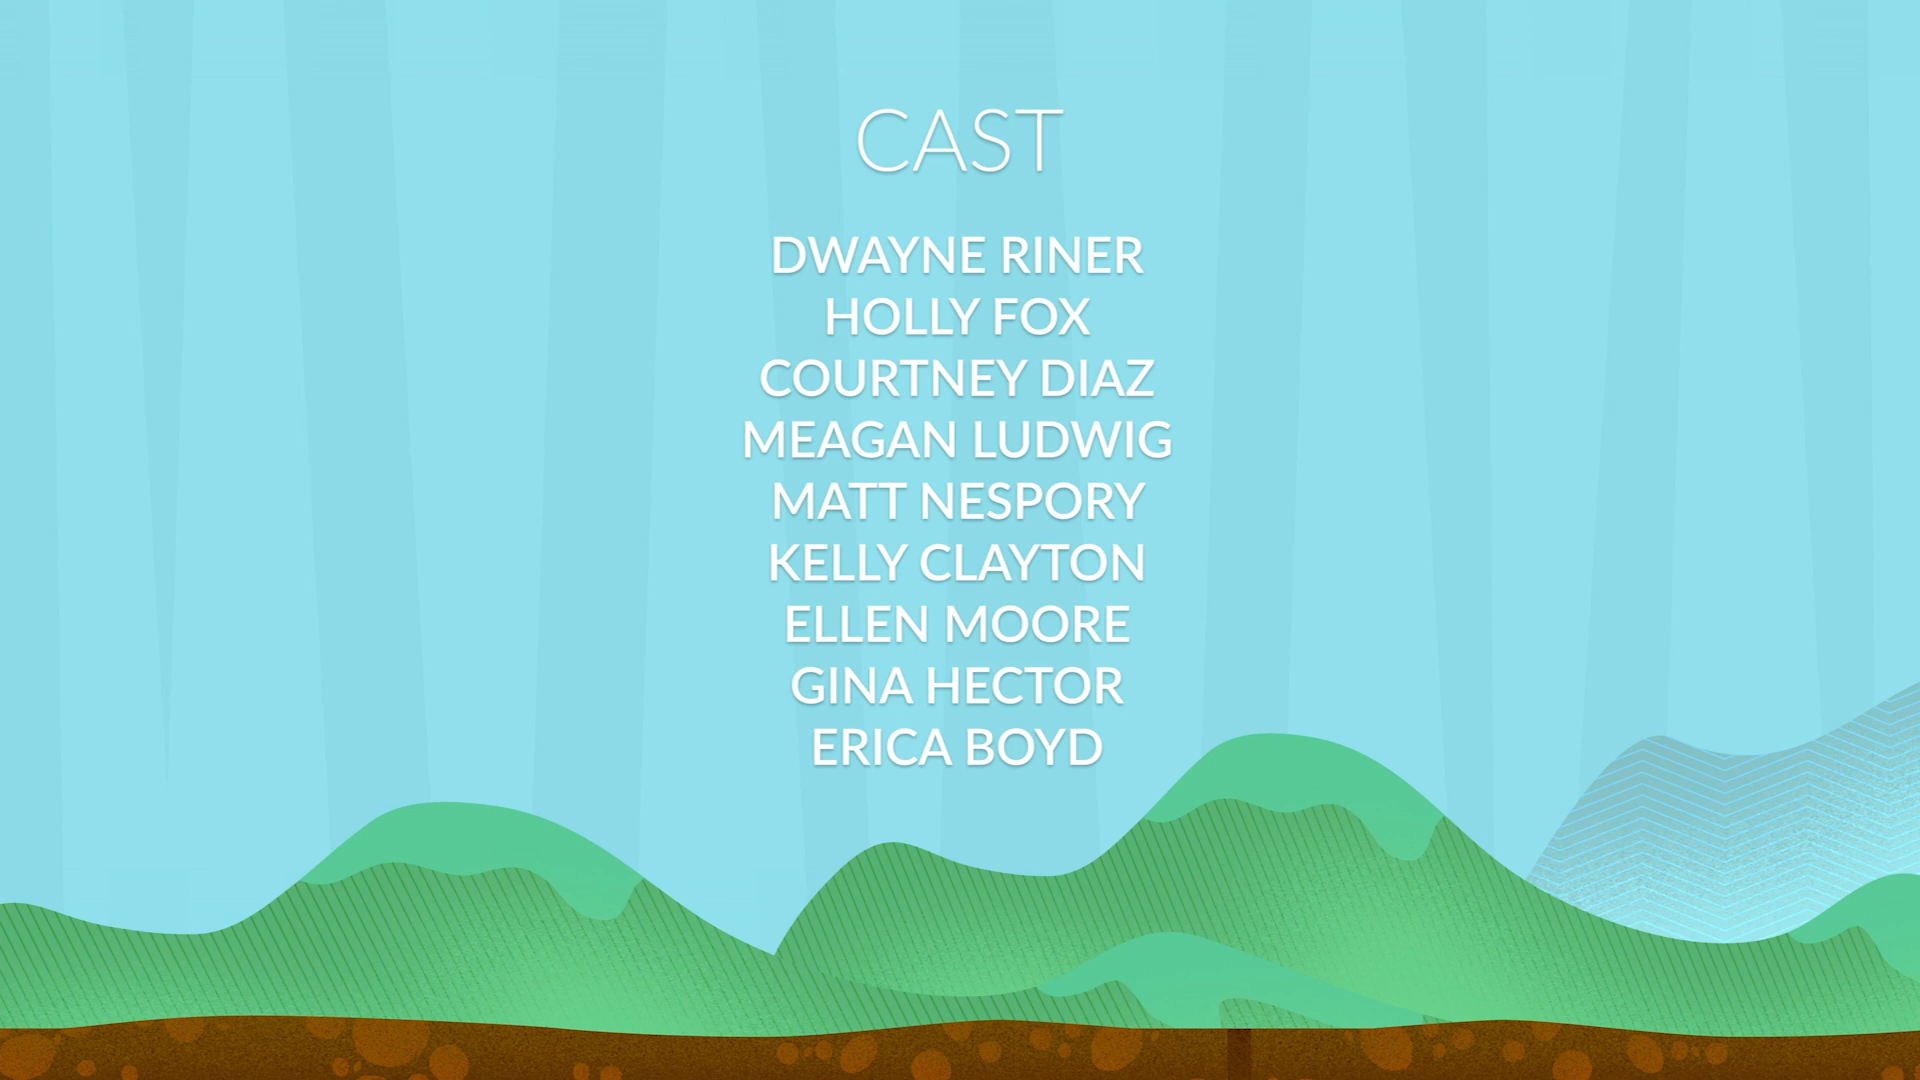 CAST
DWAYNE RINER
HOLLY FOX
COURTNEY DIAZ
MEAGAN LUDWIG
MATT NESPORY
KELLY CLAYTON
ELLEN MOORE
GINA HECTOR
ERICA BOYD